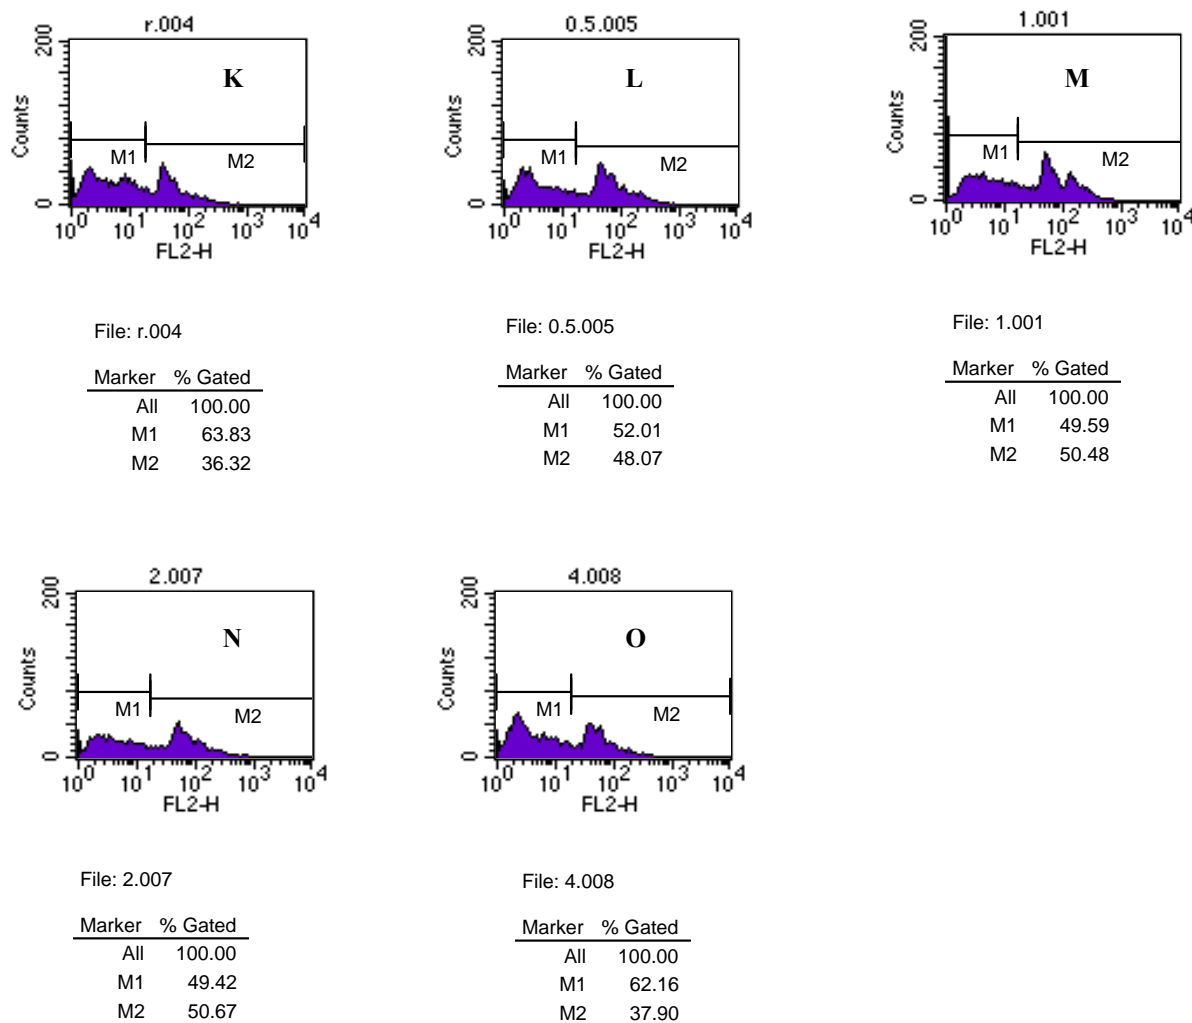 r.004
200
Counts
0
K
M1
M2
10^0 10^1 10^2 10^3 10^4
FL2-H
File: r.004
Marker % Gated
All 100.00
M1 63.83
M2 36.32
0.5.005
200
Counts
0
L
M1
M2
10^0 10^1 10^2 10^3 10^4
FL2-H
File: 0.5.005
Marker % Gated
All 100.00
M1 52.01
M2 48.07
1.001
200
Counts
0
M
M1
M2
10^0 10^1 10^2 10^3 10^4
FL2-H
File: 1.001
Marker % Gated
All 100.00
M1 49.59
M2 50.48
2.007
200
Counts
0
N
M1
M2
10^0 10^1 10^2 10^3 10^4
FL2-H
File: 2.007
Marker % Gated
All 100.00
M1 49.42
M2 50.67
4.008
200
Counts
0
O
M1
M2
10^0 10^1 10^2 10^3 10^4
FL2-H
File: 4.008
Marker % Gated
All 100.00
M1 62.16
M2 37.90